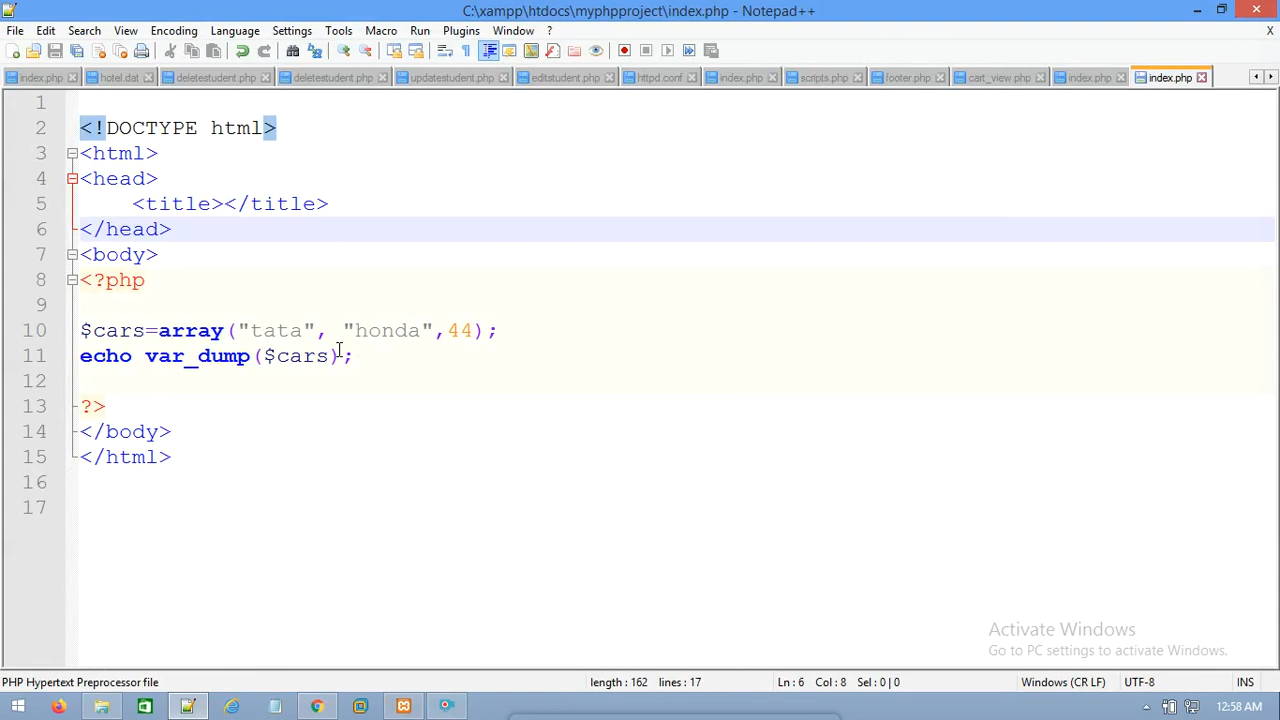 C:\xampp\htdocs\myphpproject\index.php - Notepad++
File Edit Search View Encoding Language Settings Tools Macro Run Plugins Window ? X
index.php hotel.dat deletestudent.php deletestudent.php updatestudent.php editstudent.php httpd.conf index.php scripts.php footer.php cart_view.php index.php index.php
1
2 <!DOCTYPE html>
3 <html>
4 <head>
5 <title></title>
6 </head>
7 <body>
8 <?php
9
10 $cars=array("tata", "honda",44);
11 echo var_dump($cars);
12
13 ?>
14 </body>
15 </html>
16
17
Activate Windows
Go to PC settings to activate Windows.
PHP Hypertext Preprocessor file length : 162 lines : 17 Ln : 6 Col : 8 Sel : 0 | 0 Windows (CR LF) UTF-8 INS
12:58 AM